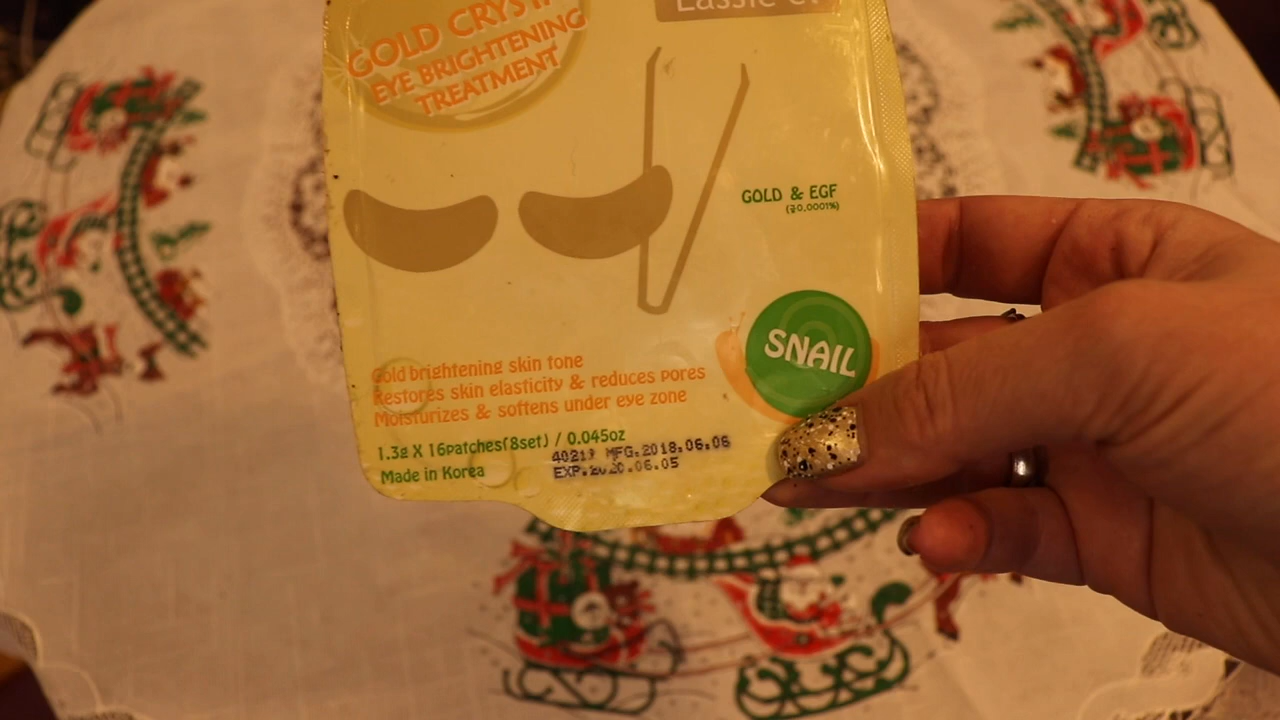 GOLD CRYST
EYE BRIGHTENING
TREATMENT
GOLD & EGF
SNAIL
Gold brightening skin tone
Restores skin elasticity & reduces pores
Moisturizes & softens under eye zone
1.3g X 16patches(8set) / 0.045oz
Made in Korea
MFG.2018.06.06
EXP.2020.06.05